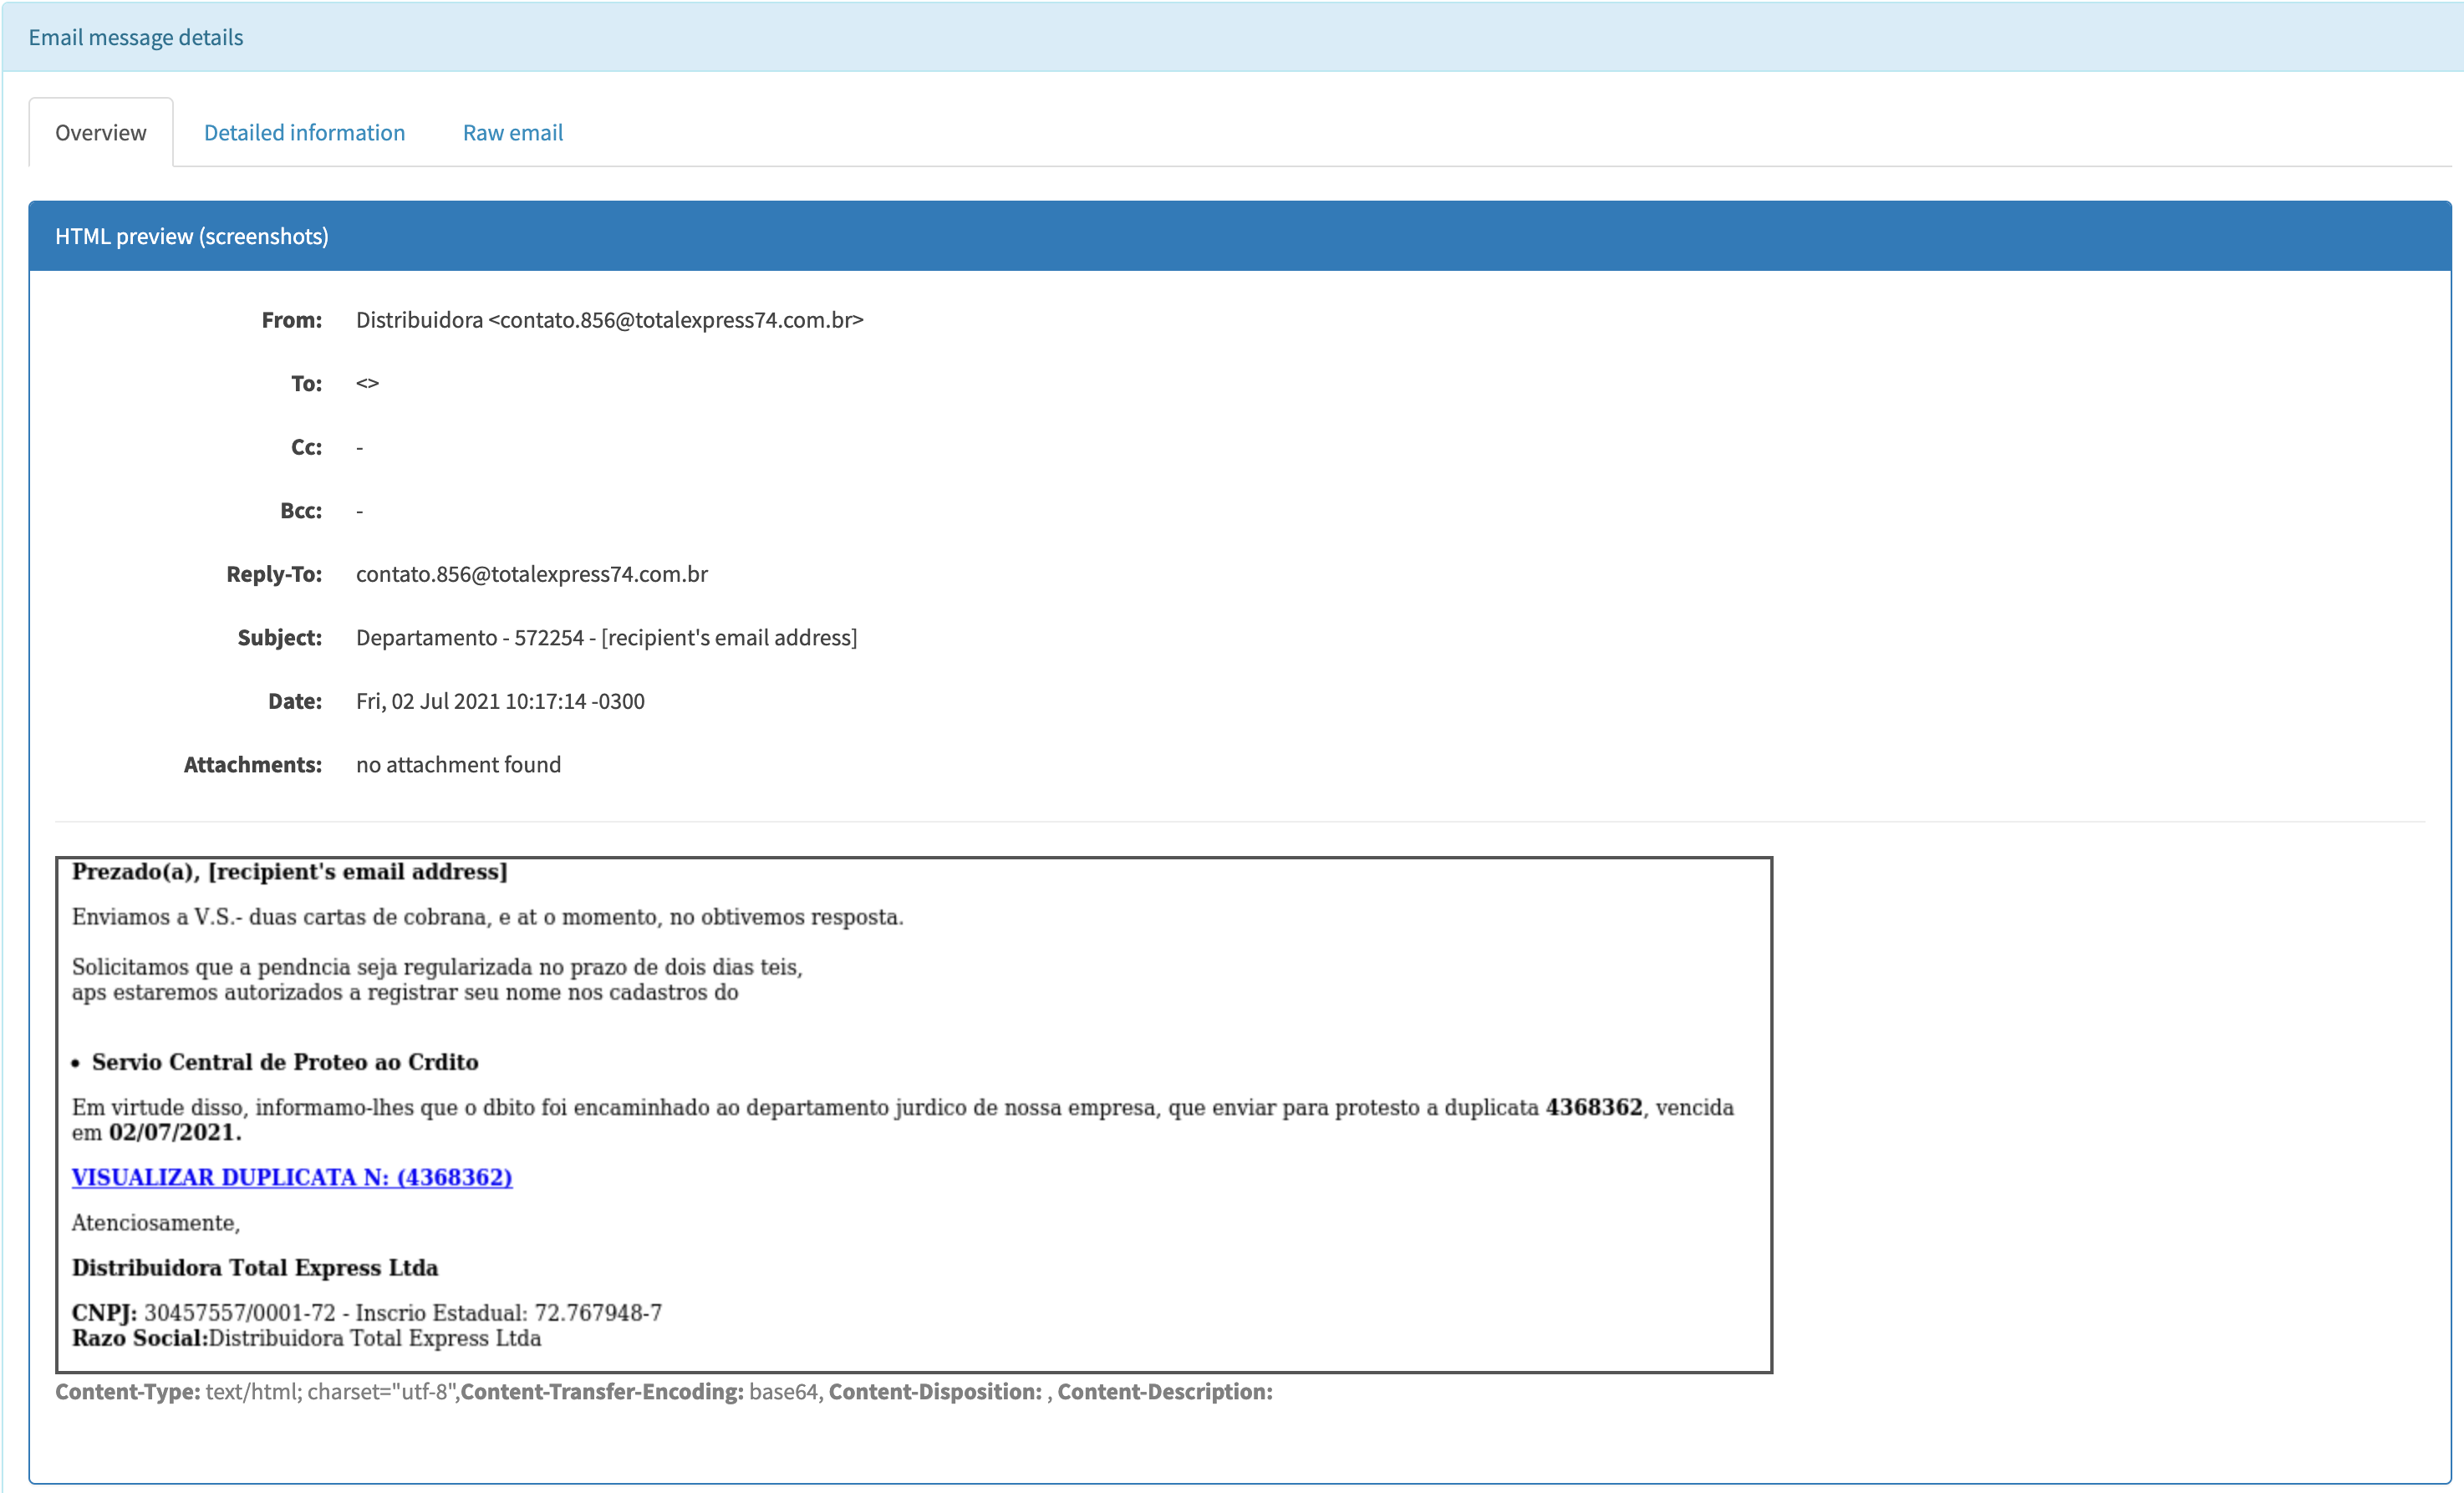 Email message details
Overview
Detailed information
Raw email
HTML preview (screenshots)
From: Distribuidora <contato.856@totalexpress74.com.br>
To: <>
Cc: -
Bcc: -
Reply-To: contato.856@totalexpress74.com.br
Subject: Departamento - 572254 - [recipient's email address]
Date: Fri, 02 Jul 2021 10:17:14 -0300
Attachments: no attachment found
Prezado(a), [recipient's email address]
Enviamos a V.S.- duas cartas de cobrana, e at o momento, no obtivemos resposta.
Solicitamos que a pendncia seja regularizada no prazo de dois dias teis,
aps estaremos autorizados a registrar seu nome nos cadastros do
• Servio Central de Proteo ao Crdito
Em virtude disso, informamo-lhes que o dbito foi encaminhado ao departamento jurdico de nossa empresa, que enviar para protesto a duplicata 4368362, vencida
em 02/07/2021.
VISUALIZAR DUPLICATA N: (4368362)
Atenciosamente,
Distribuidora Total Express Ltda
CNPJ: 30457557/0001-72 - Inscrio Estadual: 72.767948-7
Razo Social:Distribuidora Total Express Ltda
Content-Type: text/html; charset="utf-8",Content-Transfer-Encoding: base64, Content-Disposition: , Content-Description: